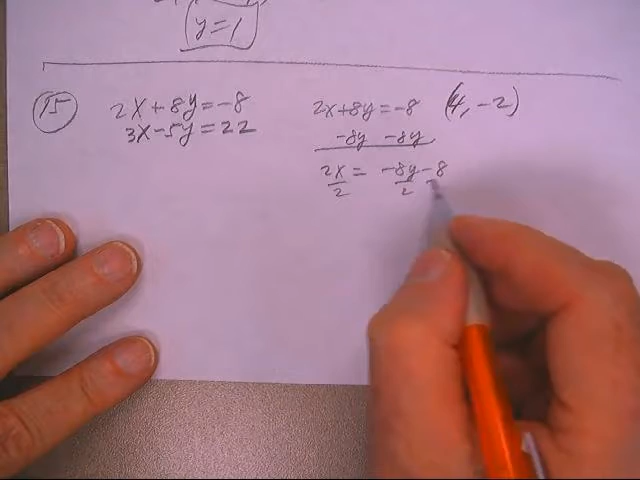 y=1
15
2x+8y=-8
3x-5y=22
2x+8y=-8 (4,-2)
-8y -8y
2x = -8y-8
2 2